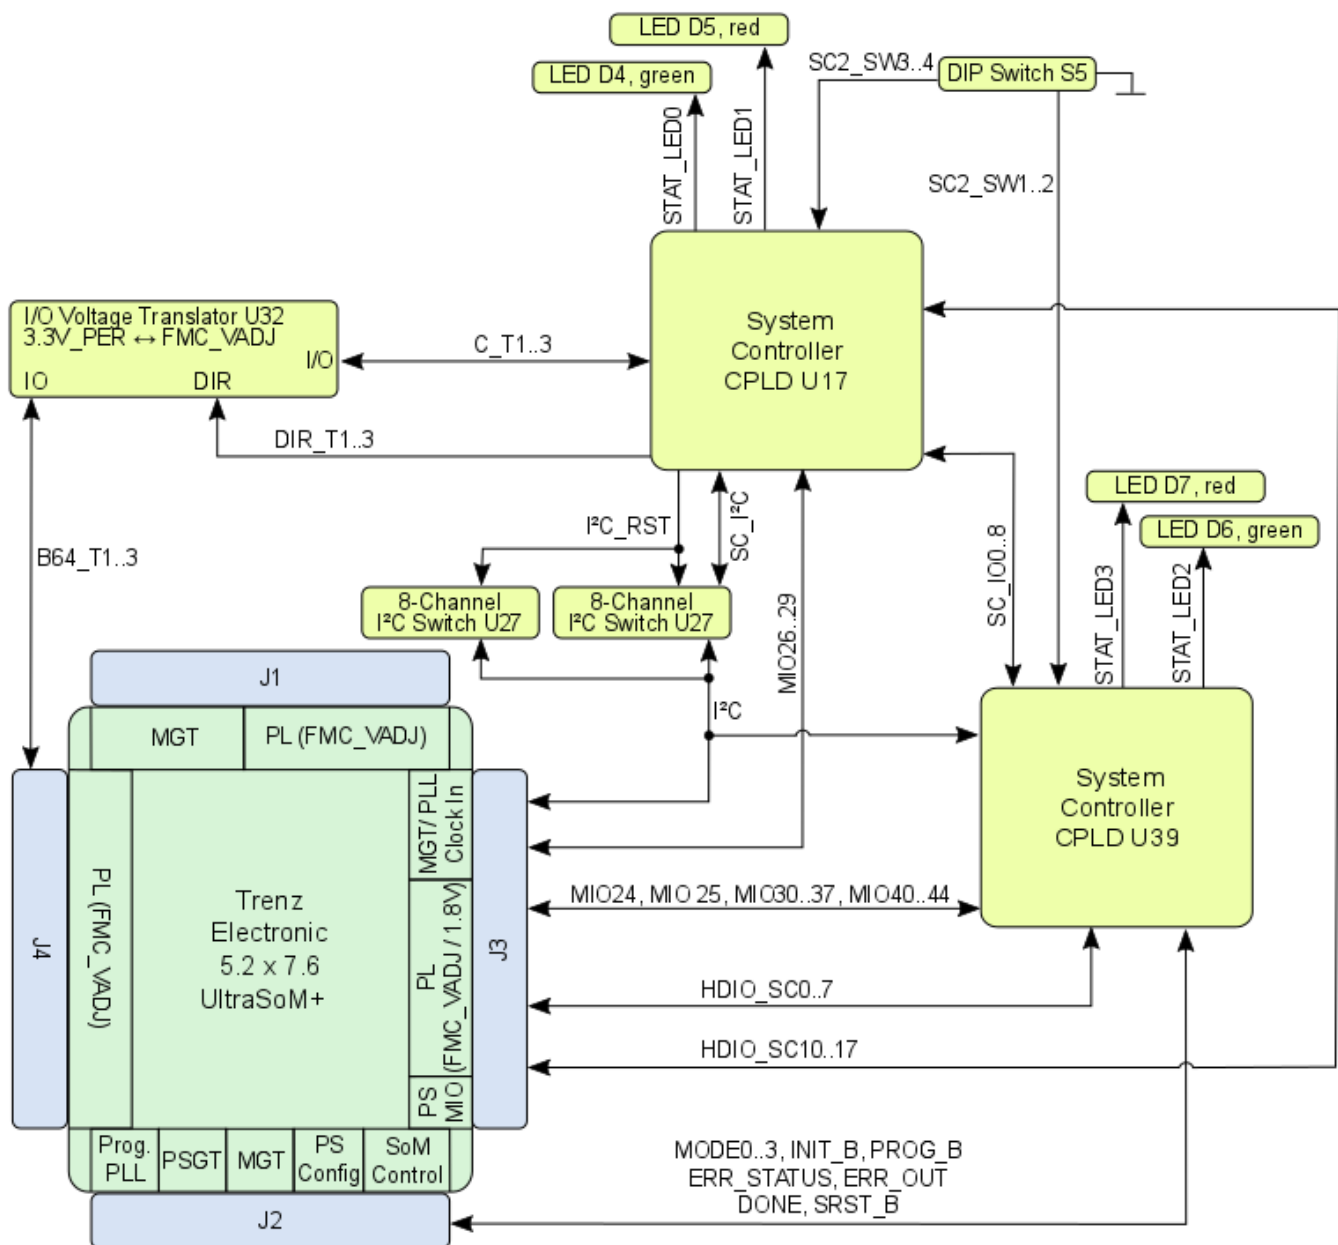 LED D5, red
LED D4, green
SC2_SW3..4
DIP Switch S5
STAT_LED0
STAT_LED1
SC2_SW1..2
I/O Voltage Translator U32
3.3V_PER ↔ FMC_VADJ
I/O
IO
DIR
C_T1..3
System
Controller
CPLD U17
DIR_T1..3
I²C_RST
SC_I²C
LED D7, red
LED D6, green
B64_T1..3
8-Channel
I²C Switch U27
8-Channel
I²C Switch U27
MIO26..29
SC_IO0..8
STAT_LED3
STAT_LED2
J1
I²C
MGT
PL (FMC_VADJ)
MGT/ PLL
Clock In
System
Controller
CPLD U39
J4
PL (FMC_VADJ)
Trenz
Electronic
5.2 x 7.6
UltraSoM+
PL
(FMC_VADJ / 1.8V)
J3
MIO24, MIO 25, MIO30..37, MIO40..44
HDIO_SC0..7
HDIO_SC10..17
PS
MIO
Prog.
PLL
PSGT
MGT
PS
Config
SoM
Control
MODE0..3, INIT_B, PROG_B
ERR_STATUS, ERR_OUT
DONE, SRST_B
J2